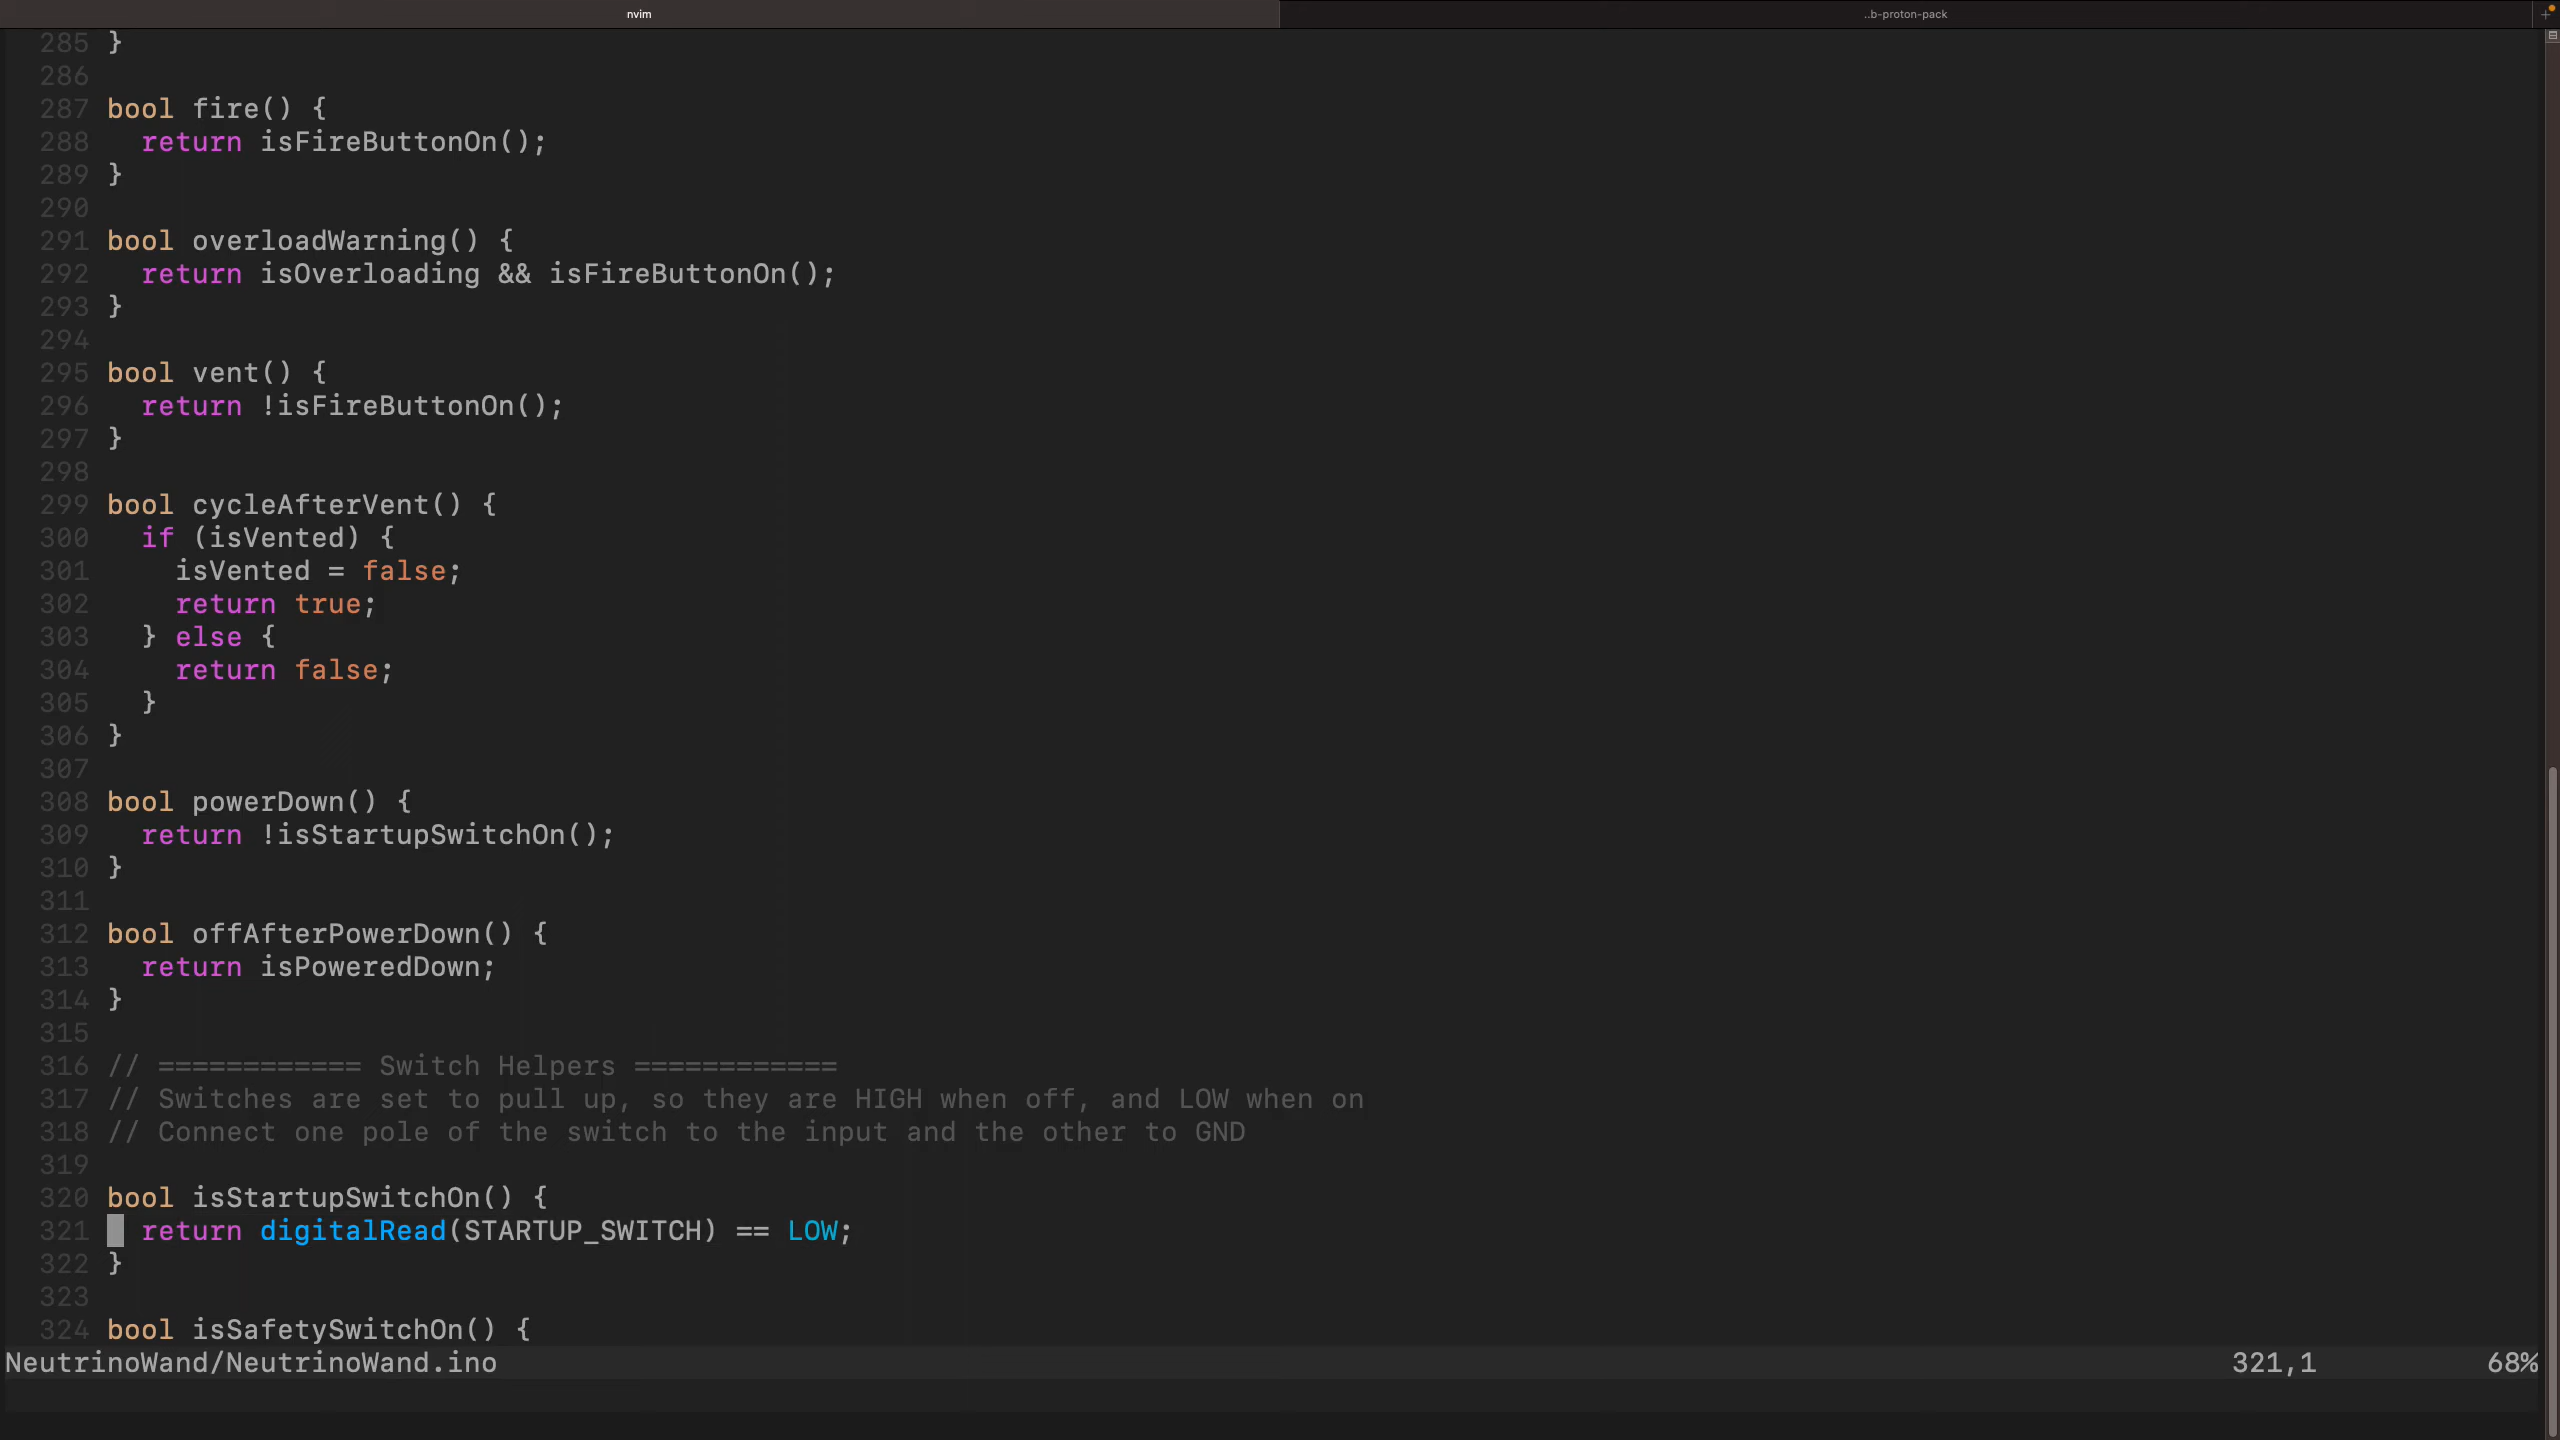 nvim
..b-proton-pack
285 }
286
287 bool fire() {
288   return isFireButtonOn();
289 }
290
291 bool overloadWarning() {
292   return isOverloading && isFireButtonOn();
293 }
294
295 bool vent() {
296   return !isFireButtonOn();
297 }
298
299 bool cycleAfterVent() {
300   if (isVented) {
301     isVented = false;
302     return true;
303   } else {
304     return false;
305   }
306 }
307
308 bool powerDown() {
309   return !isStartupSwitchOn();
310 }
311
312 bool offAfterPowerDown() {
313   return isPoweredDown;
314 }
315
316 // ============ Switch Helpers ============
317 // Switches are set to pull up, so they are HIGH when off, and LOW when on
318 // Connect one pole of the switch to the input and the other to GND
319
320 bool isStartupSwitchOn() {
321   return digitalRead(STARTUP_SWITCH) == LOW;
322 }
323
324 bool isSafetySwitchOn() {
NeutrinoWand/NeutrinoWand.ino 321,1 68%